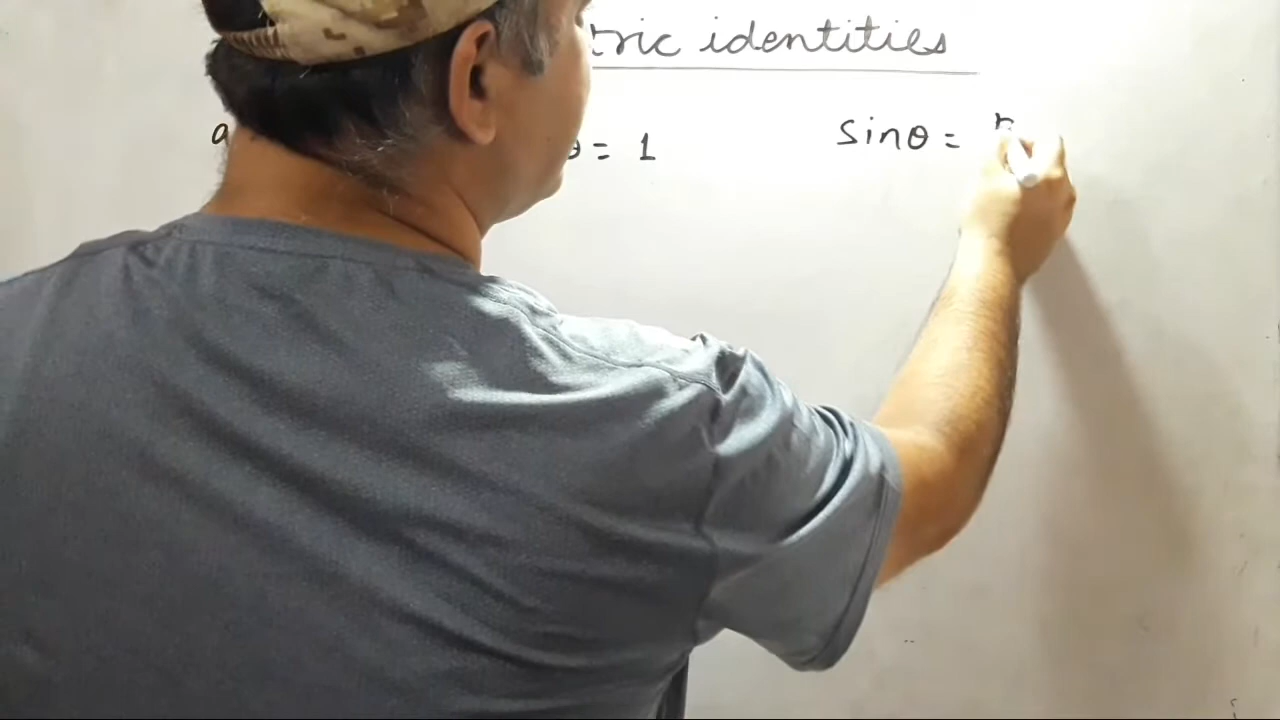 tric identities
θ = 1
sinθ =